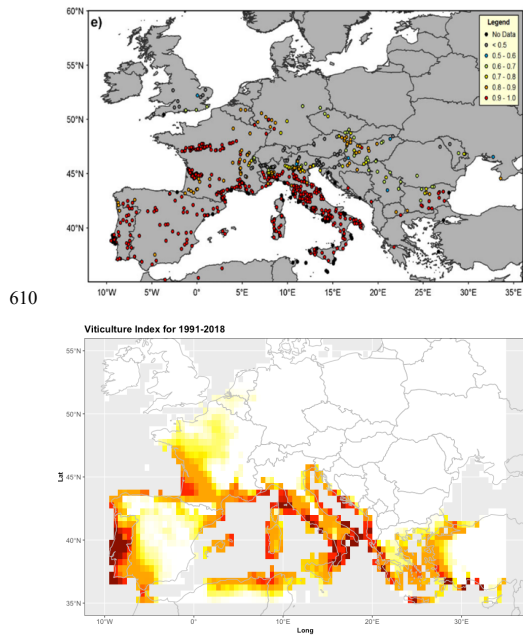 e)
60°N
55°N
50°N
45°N
40°N
10°W 5°W 0° 5°E 10°E 15°E 20°E 25°E 30°E 35°E
Legend
No Data
< 0.5
0.5 - 0.6
0.6 - 0.7
0.7 - 0.8
0.8 - 0.9
0.9 - 1.0
610
Viticulture Index for 1991-2018
55°N
50°N
45°N
40°N
35°N
Lat
10°W 0° 10°E 20°E 30°E
Long